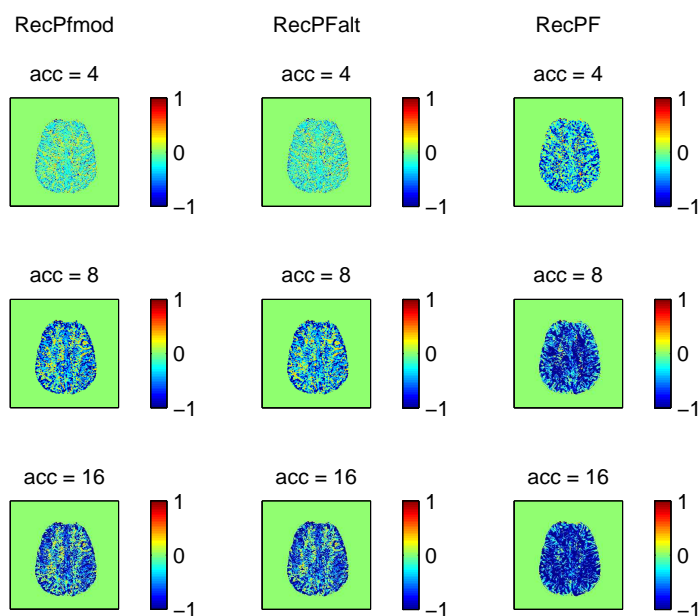 RecPfmod RecPFalt RecPF
acc = 4 acc = 4 acc = 4
1 1 1
0 0 0
−1 −1 −1
acc = 8 acc = 8 acc = 8
1 1 1
0 0 0
−1 −1 −1
acc = 16 acc = 16 acc = 16
1 1 1
0 0 0
−1 −1 −1